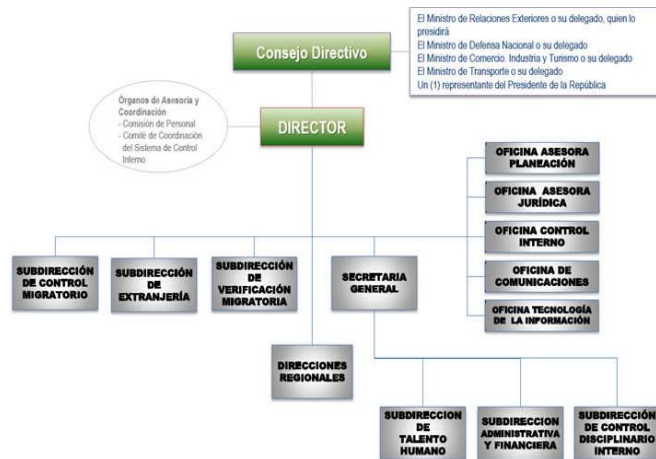 El Ministro de Relaciones Exteriores o su delegado, quien lo
presidirá
El Ministro de Defensa Nacional o su delegado
El Ministro de Comercio. Industria y Turismo o su delegado
El Ministro de Transporte o su delegado
Un (1) representante del Presidente de la República
Consejo Directivo
Órganos de Asesoría y
Coordinación
- Comisión de Personal
- Comité de Coordinación
del Sistema de Control
Interno
DIRECTOR
OFICINA ASESORA
PLANEACIÓN
OFICINA ASESORA
JURÍDICA
OFICINA CONTROL
INTERNO
OFICINA DE
COMUNICACIONES
OFICINA TECNOLOGÍA
DE LA INFORMACIÓN
SUBDIRECCIÓN
DE CONTROL
MIGRATORIO
SUBDIRECCIÓN
DE
EXTRANJERÍA
SUBDIRECCIÓN
DE
VERIFICACIÓN
MIGRATORIA
SECRETARIA
GENERAL
DIRECCIONES
REGIONALES
SUBDIRECCION
DE
TALENTO
HUMANO
SUBDIRECCION
ADMINISTRATIVA
Y FINANCIERA
SUBDIRECCIÓN
DE CONTROL
DISCIPLINARIO
INTERNO